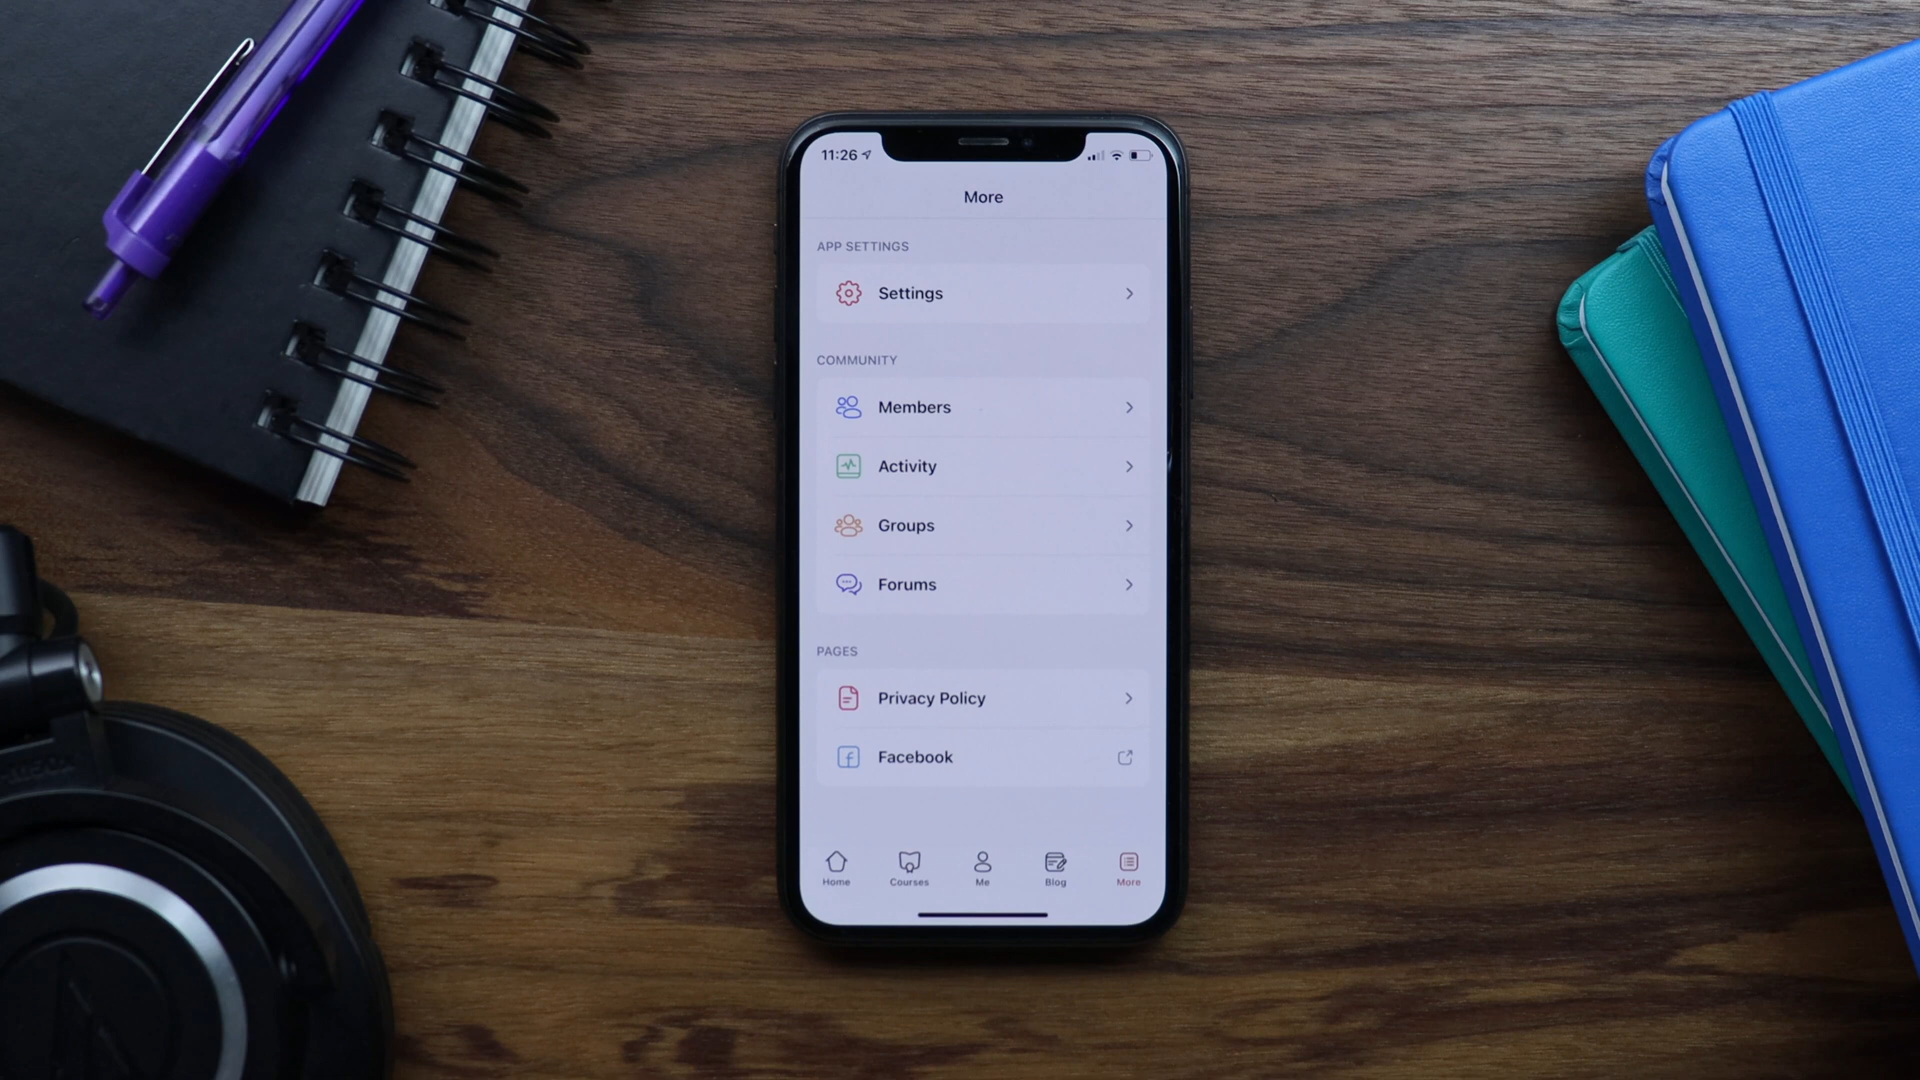 11:26
More
APP SETTINGS
Settings
COMMUNITY
Members
Activity
Groups
Forums
PAGES
Privacy Policy
Facebook
Home Courses Me Blog More